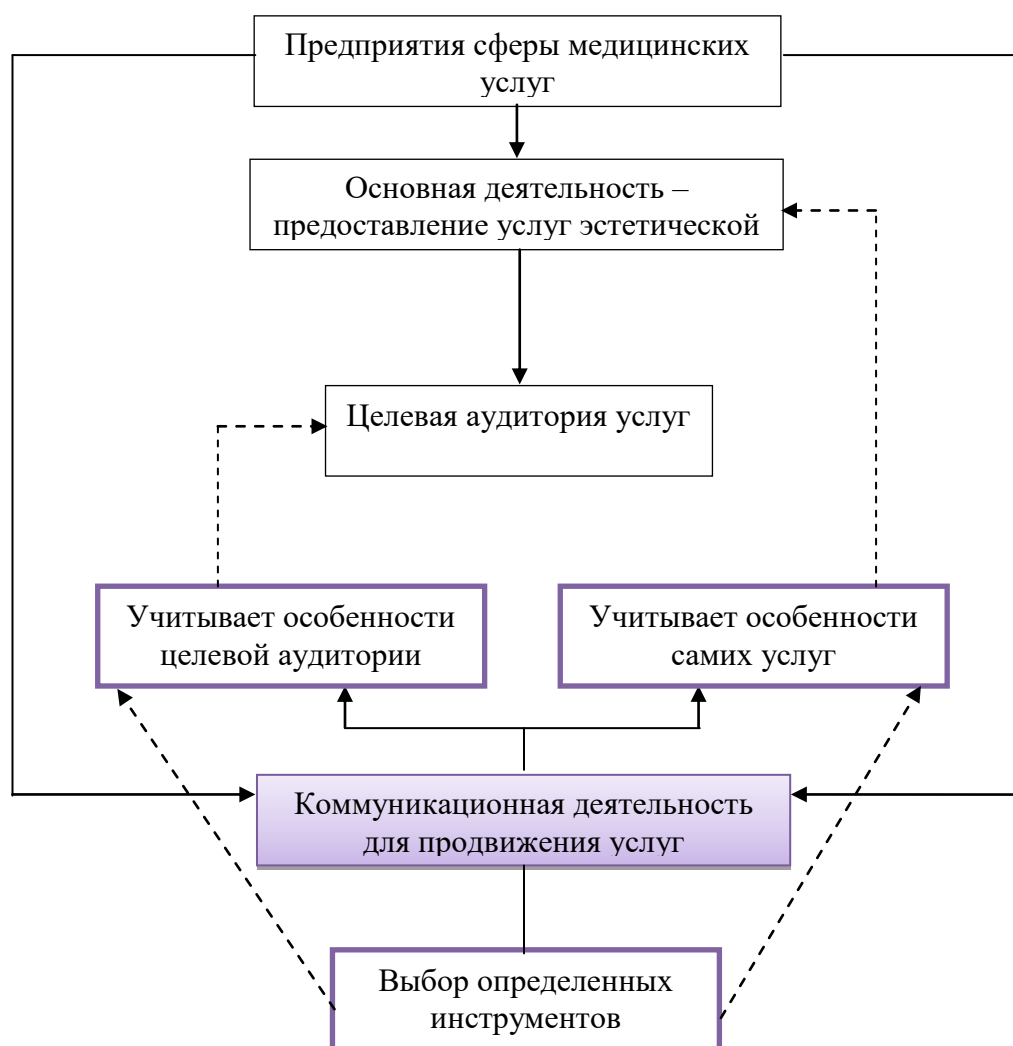 Предприятия сферы медицинских
услуг
Основная деятельность –
предоставление услуг эстетической
Целевая аудитория услуг
Учитывает особенности
целевой аудитории
Учитывает особенности
самих услуг
Коммуникационная деятельность
для продвижения услуг
Выбор определенных
инструментов